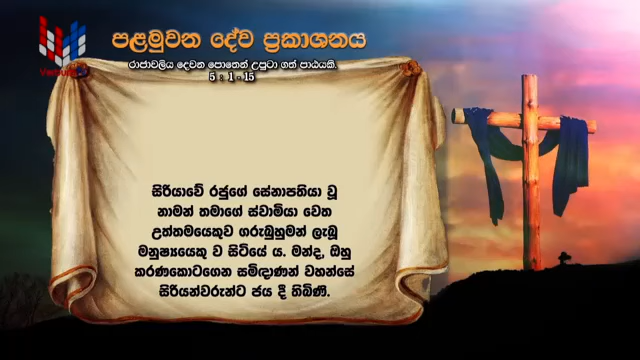 පළමුවන දේව ප්‍රකාශනය
රාජාවලිය දෙවන පොතෙන් උපුටා ගත් පාඨයකි.
5 : 1 - 15
සිරියාවේ රජුගේ සේනාපතියා වූ
නාමන් තමාගේ ස්වාමියා වෙත
උත්තමයෙකුව ගරුබුහුමන් ලැබූ
මනුෂ්‍යයෙකු ව සිටියේ ය. මන්ද, ඔහු
කරණකොටගෙන සමිඳාණන් වහන්සේ
සිරියන්වරුන්ට ජය දී තිබිණි.